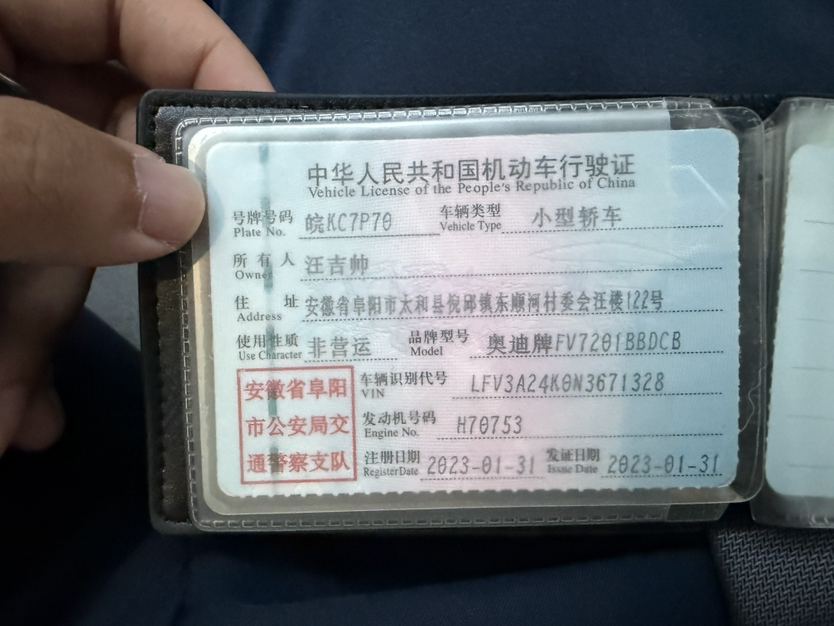 中华人民共和国机动车行驶证
Vehicle License of the People's Republic of China
号牌号码 皖KC7P70 车辆类型 小型轿车
Plate No. Vehicle Type
所有人 汪吉帅
Owner
住址 安徽省阜阳市太和县倪邱镇东顺河村委会汪楼122号
Address
使用性质 非营运 品牌型号 奥迪牌FV7201BBDCB
Use Character Model
安徽省阜阳
市公安局交
通警察支队
车辆识别代号 LFV3A24K0N3671328
VIN
发动机号码 H70753
Engine No.
注册日期 2023-01-31 发证日期 2023-01-31
Register Date Issue Date